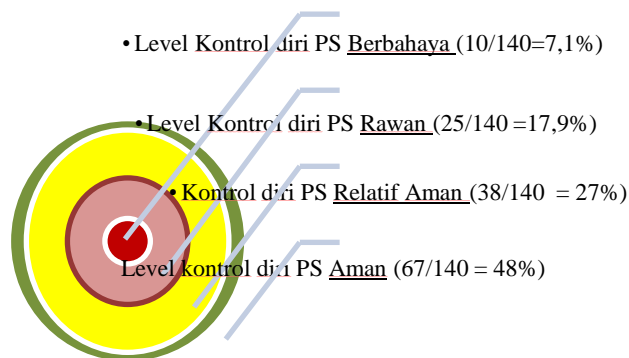 • Level Kontrol diri PS Berbahaya (10/140=7,1%)
• Level Kontrol diri PS Rawan (25/140 =17,9%)
• Kontrol diri PS Relatif Aman (38/140 = 27%)
Level kontrol diri PS Aman (67/140 = 48%)